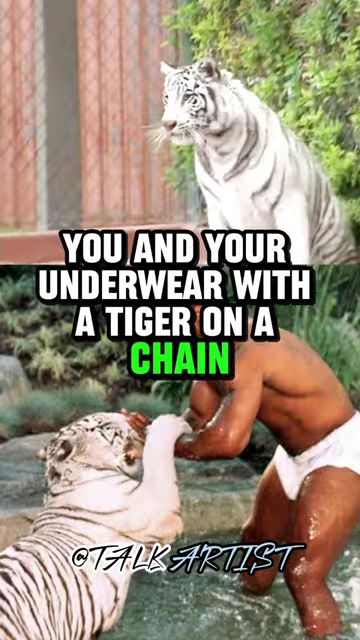 YOU AND YOUR
UNDERWEAR WITH
A TIGER ON A
CHAIN
@TALKARTIST